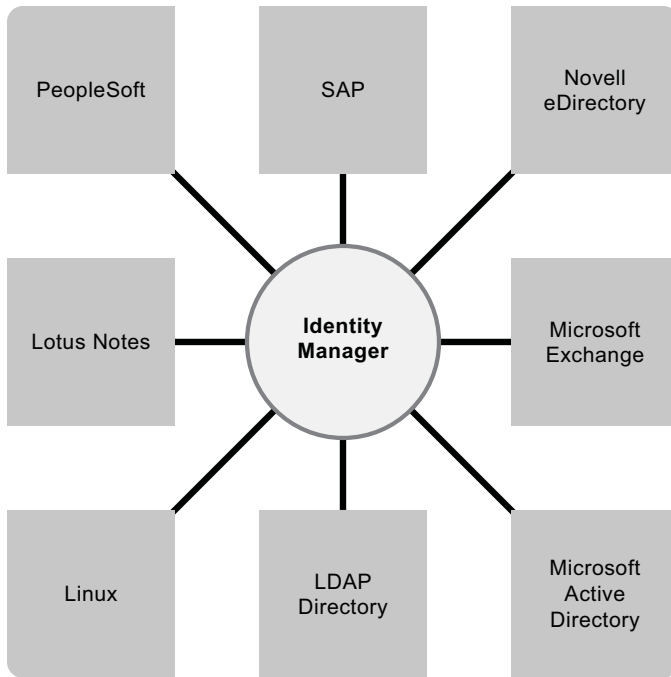 PeopleSoft
SAP
Novell
eDirectory
Lotus Notes
Identity
Manager
Microsoft
Exchange
Linux
LDAP
Directory
Microsoft
Active
Directory